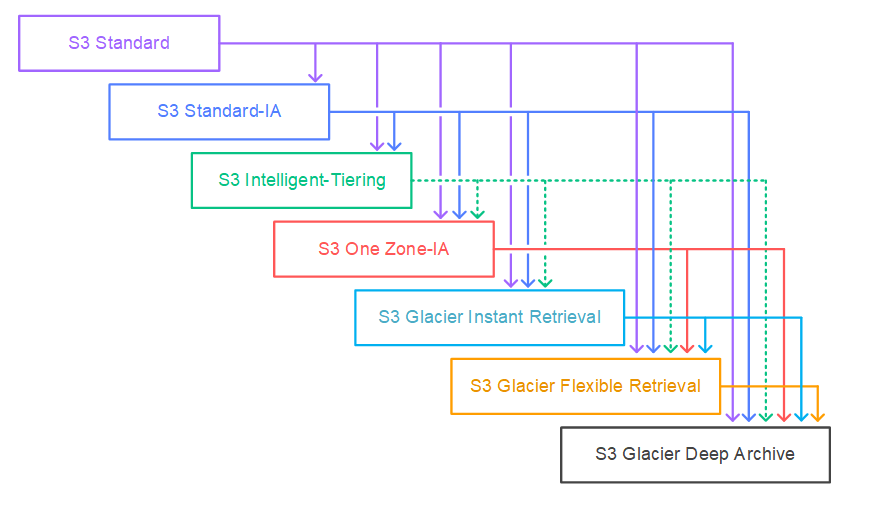 S3 Standard
S3 Standard-IA
S3 Intelligent-Tiering
S3 One Zone-IA
S3 Glacier Instant Retrieval
S3 Glacier Flexible Retrieval
S3 Glacier Deep Archive